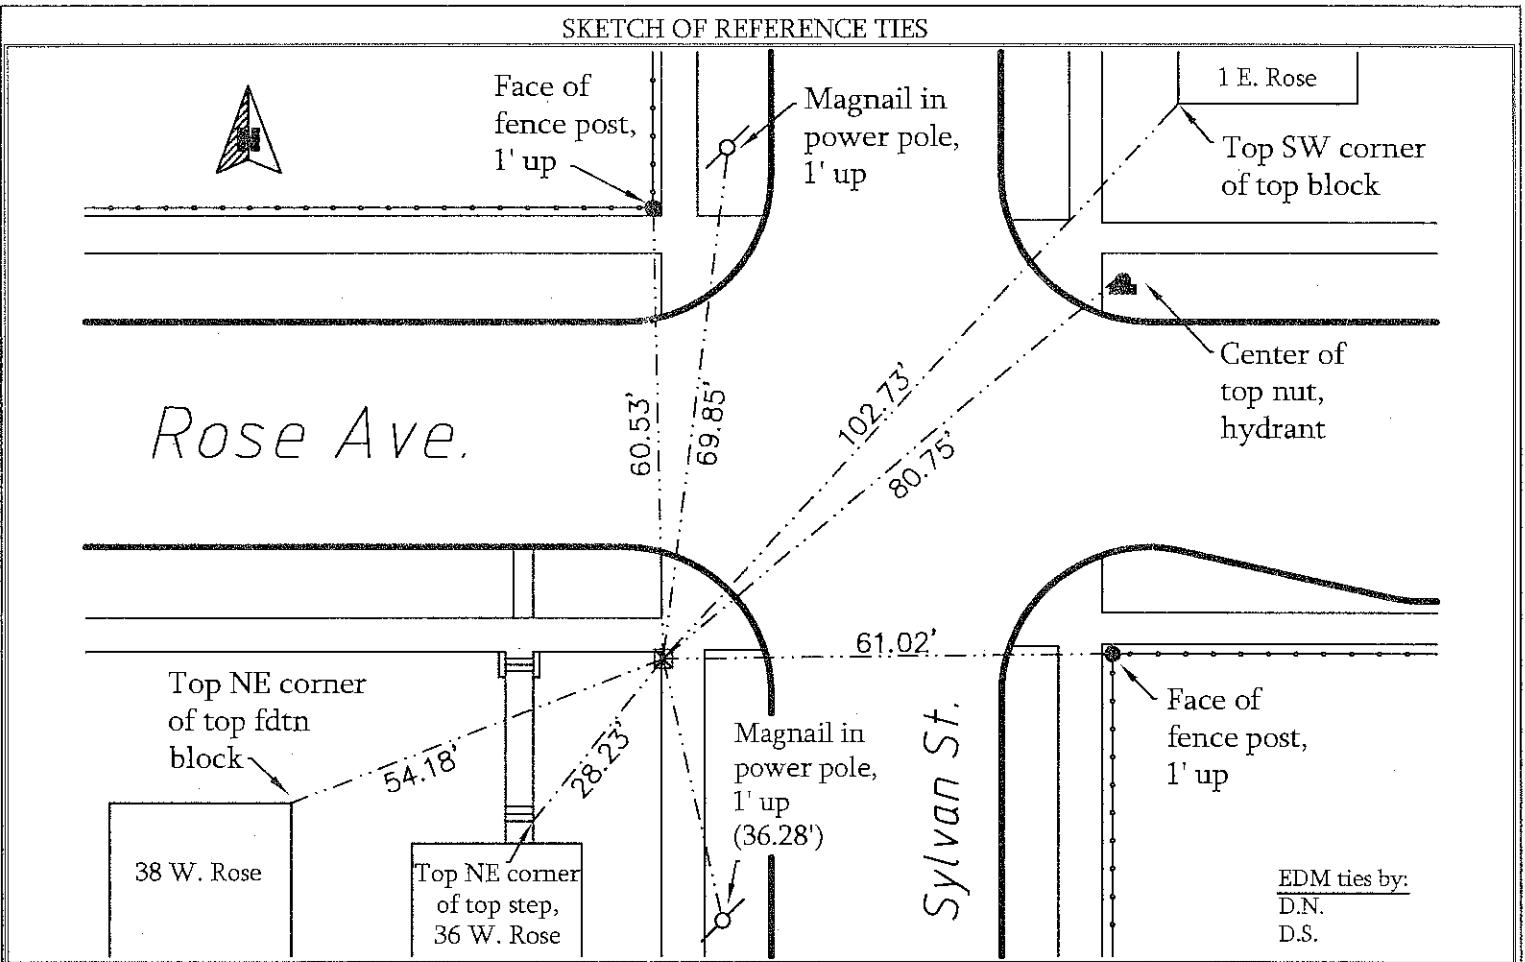 SKETCH OF REFERENCE TIES
Face of
fence post,
1' up
Magnail in
power pole,
1' up
1 E. Rose
Top SW corner
of top block
Center of
top nut,
hydrant
Rose Ave.
60.53'
69.85'
102.73'
80.75'
61.02'
Top NE corner
of top fdtn
block
54.18'
28.23'
Magnail in
power pole,
1' up
(36.28')
Sylvan St.
Face of
fence post,
1' up
38 W. Rose
Top NE corner
of top step,
36 W. Rose
EDM ties by:
D.N.
D.S.